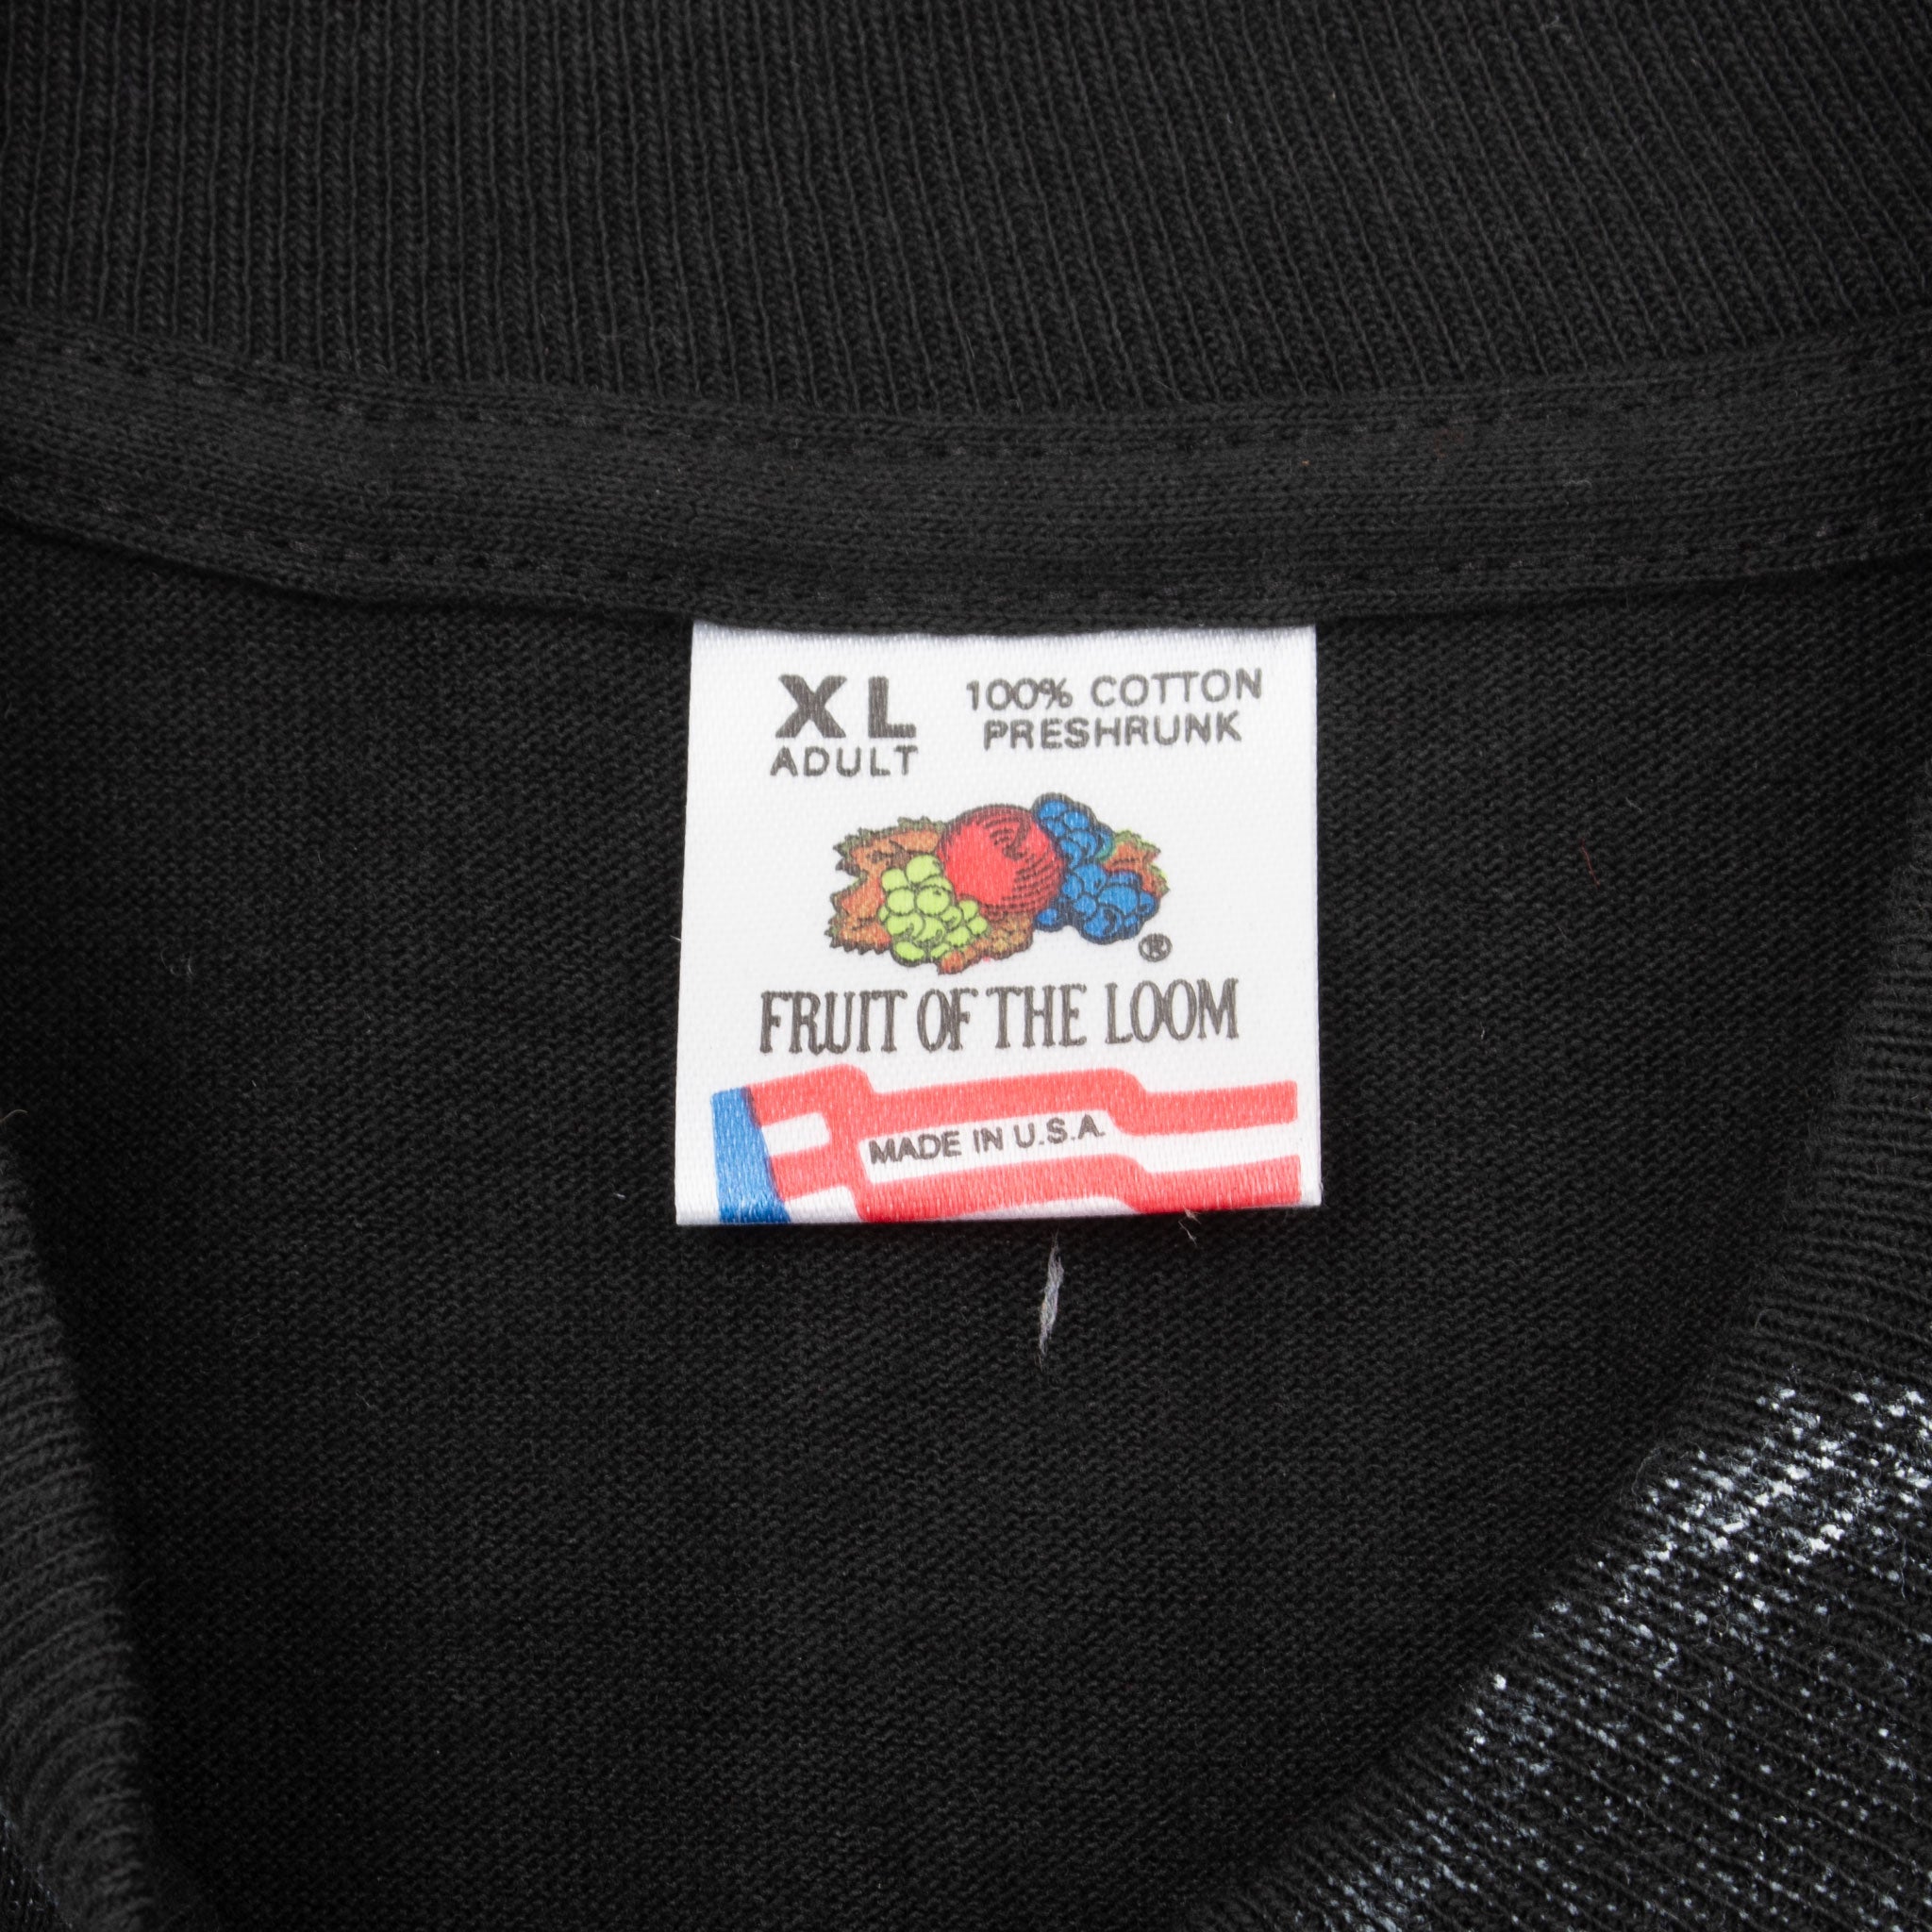 XL
ADULT
100% COTTON
PRESHRUNK
®
FRUIT OF THE LOOM
MADE IN U.S.A.